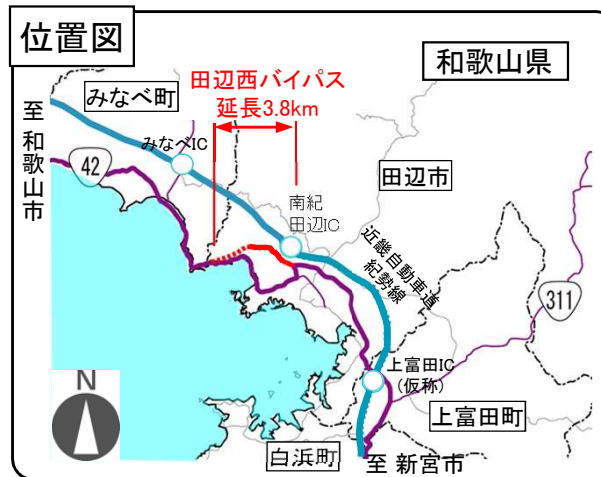 位置図
和歌山県
田辺西バイパス
延長3.8km
みなべ町
至 和歌山市
みなべIC
42
田辺市
南紀
田辺IC
近畿自動車道
紀勢線
311
上富田IC
(仮称)
N
上富田町
白浜町
至 新宮市